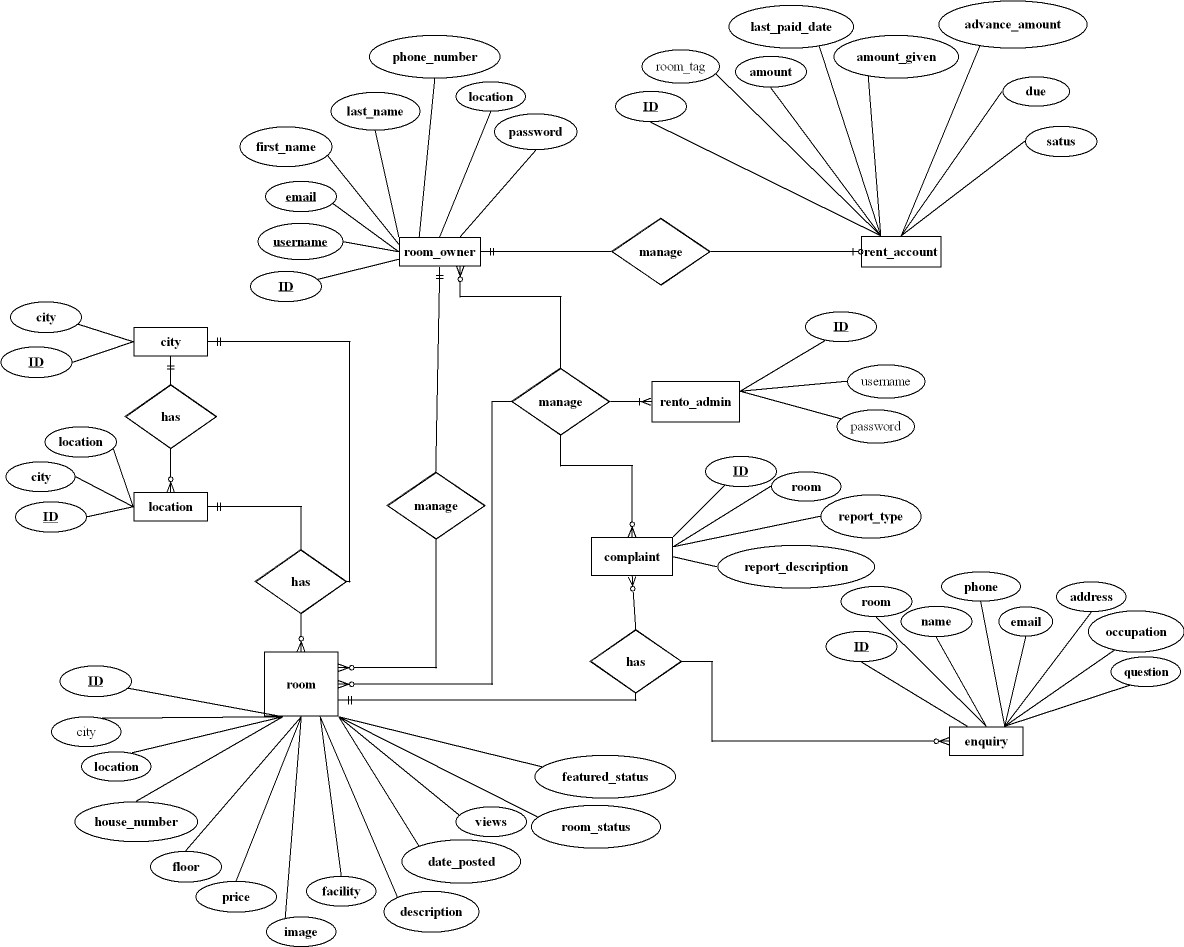 last_paid_date
advance_amount
phone_number
amount_given
room_tag
amount
last_name
location
ID
due
first_name
password
satus
email
username
room_owner
manage
rent_account
ID
city
city
ID
ID
has
manage
rento_admin
username
location
password
city
location
ID
manage
ID
room
report_type
complaint
report_description
has
phone
address
room
name
email
occupation
ID
has
question
ID
room
city
enquiry
location
featured_status
house_number
views
room_status
floor
date_posted
price
facility
description
image